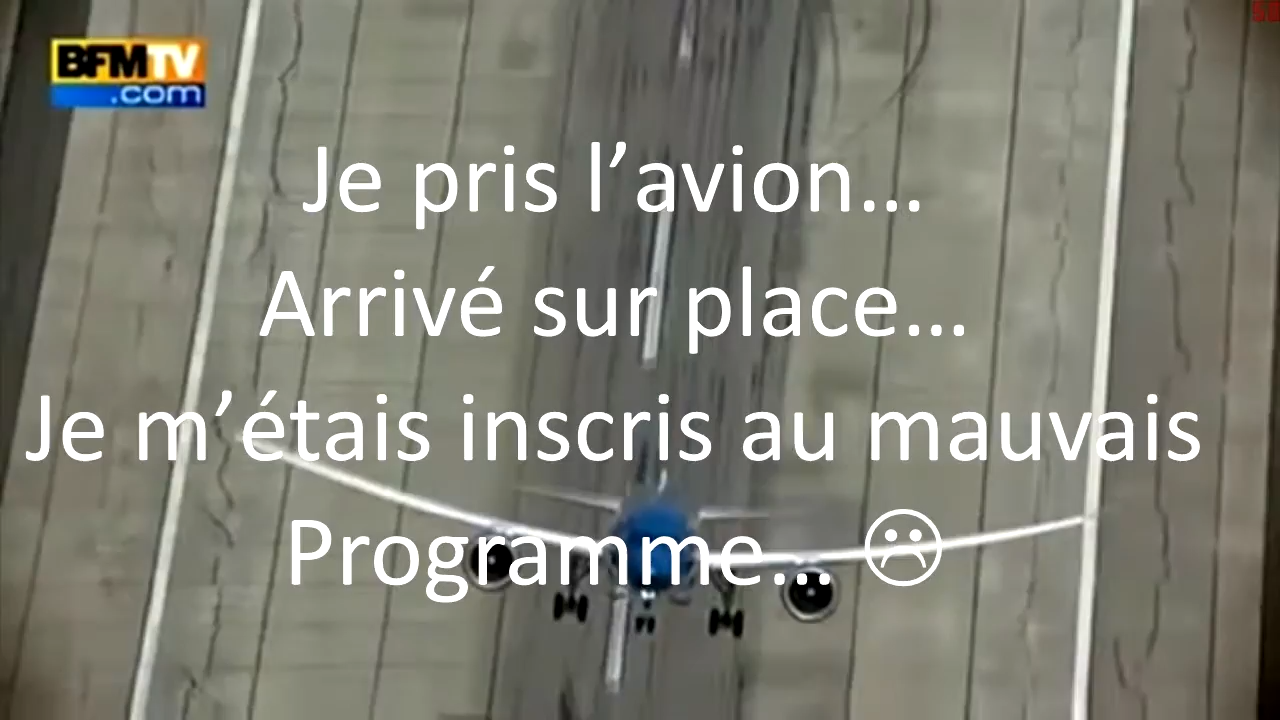 BFMTV
.com
Je pris l’avion…
Arrivé sur place…
Je m’étais inscris au mauvais
Programme… ☹